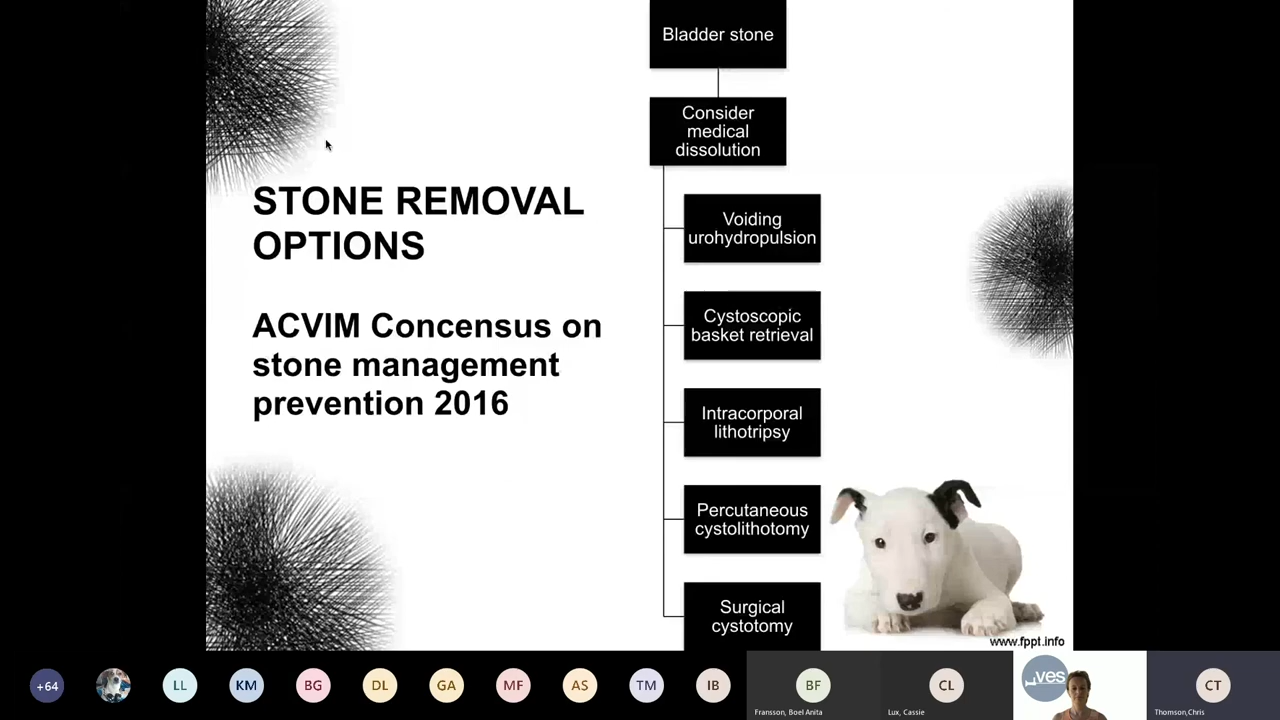 Bladder stone
Consider
medical
dissolution
STONE REMOVAL
OPTIONS
ACVIM Concensus on
stone management
prevention 2016
Voiding
urohydropulsion
Cystoscopic
basket retrieval
Intracorporal
lithotripsy
Percutaneous
cystolithotomy
Surgical
cystotomy
www.fppt.info
+64
LL
KM
BG
DL
GA
MF
AS
TM
IB
BF
Fransson, Boel Anita
CL
Lux, Cassie
ves
CT
Thomson,Chris